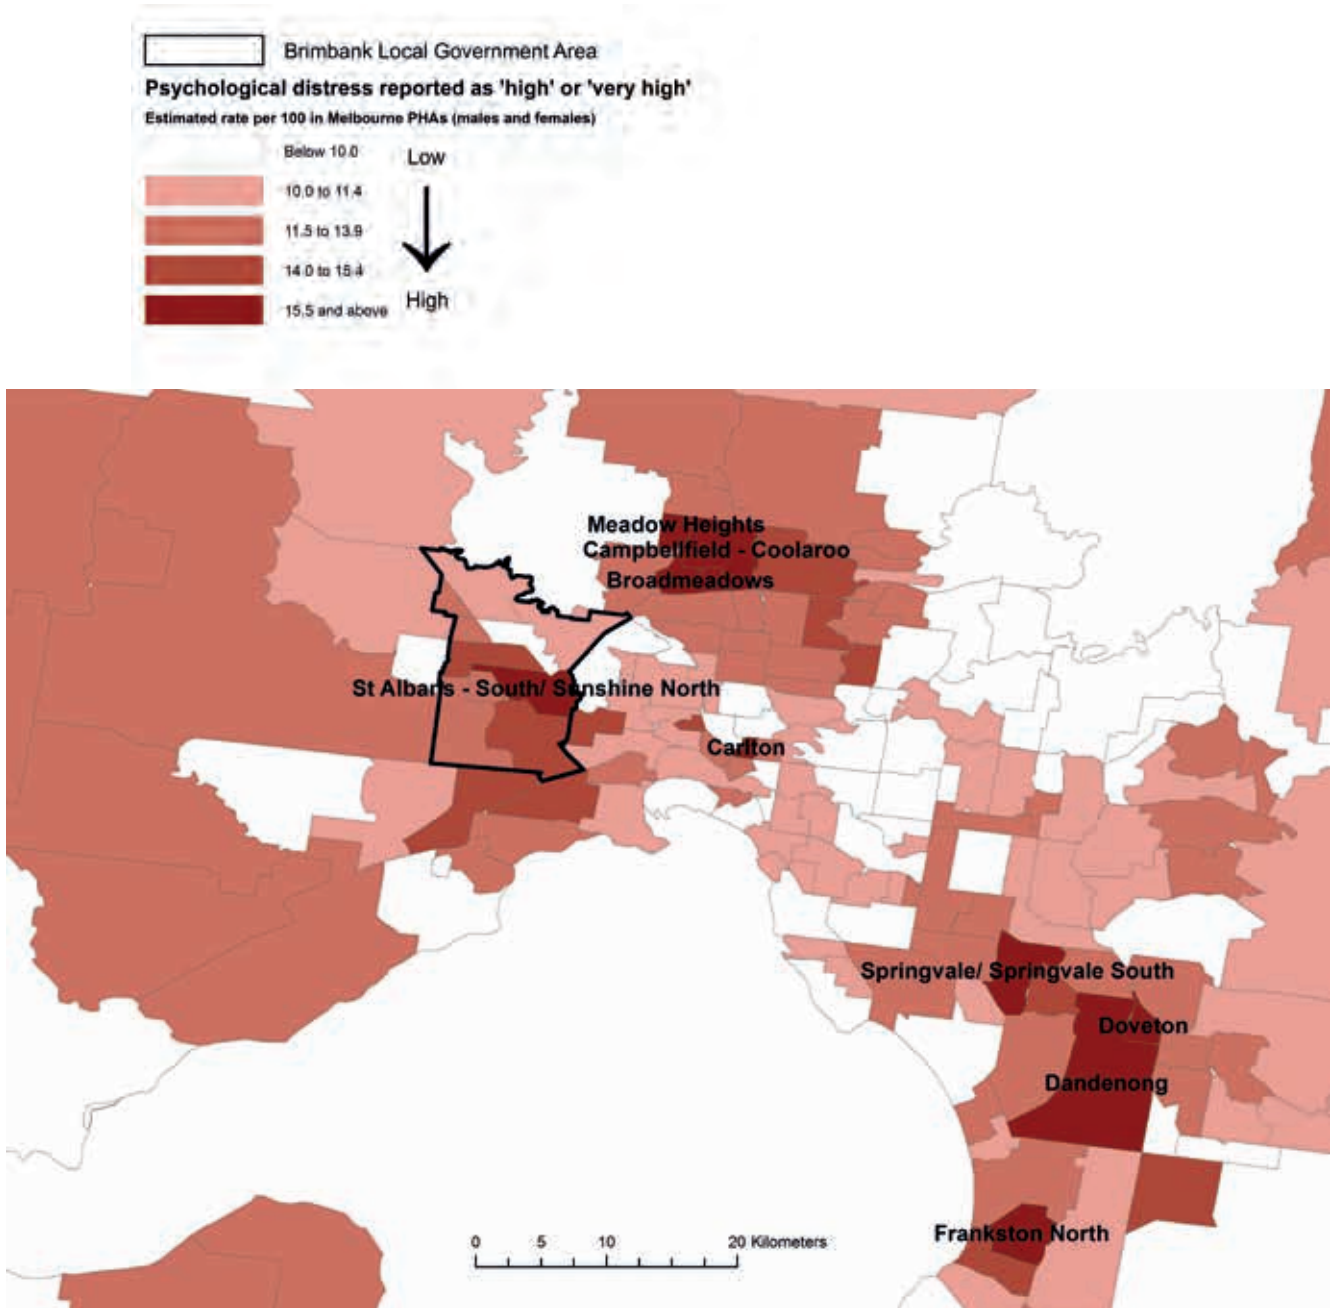 Brimbank Local Government Area
Psychological distress reported as 'high' or 'very high'
Estimated rate per 100 in Melbourne PHAs (males and females)
Below 10.0
Low
10.0 to 11.4
11.5 to 13.9
14.0 to 15.4
15.5 and above
High
Meadow Heights
Campbellfield - Coolaroo
Broadmeadows
St Albans - South/ Sunshine North
Carlton
Springvale/ Springvale South
Doveton
Dandenong
Frankston North
0 5 10 20 Kilometers